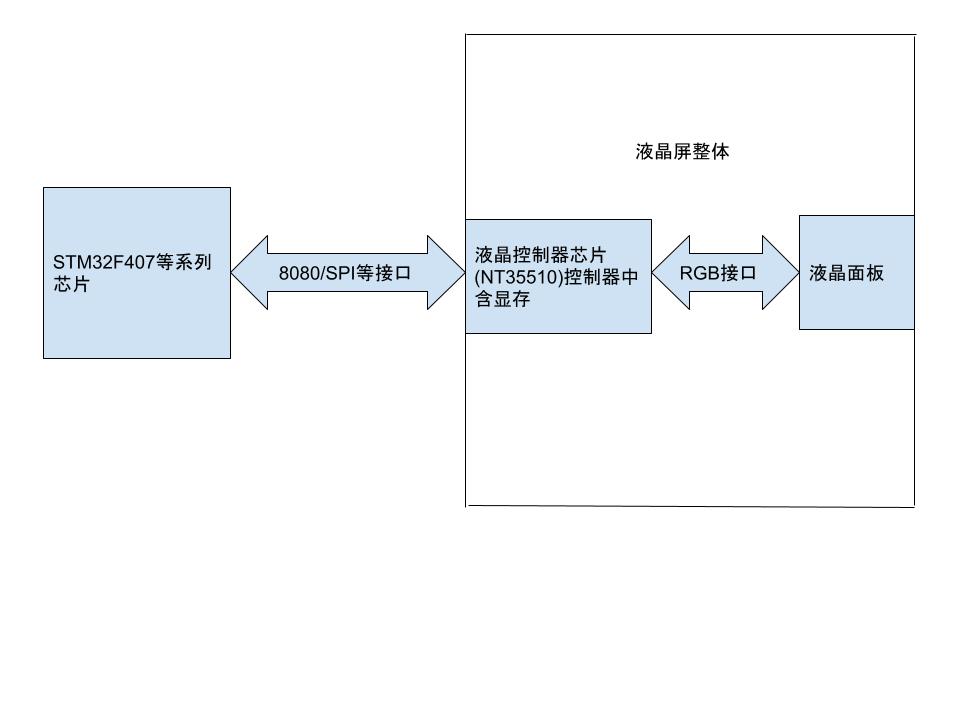 液晶屏整体
STM32F407等系列
芯片
8080/SPI等接口
液晶控制器芯片
(NT35510)控制器中
含显存
RGB接口
液晶面板